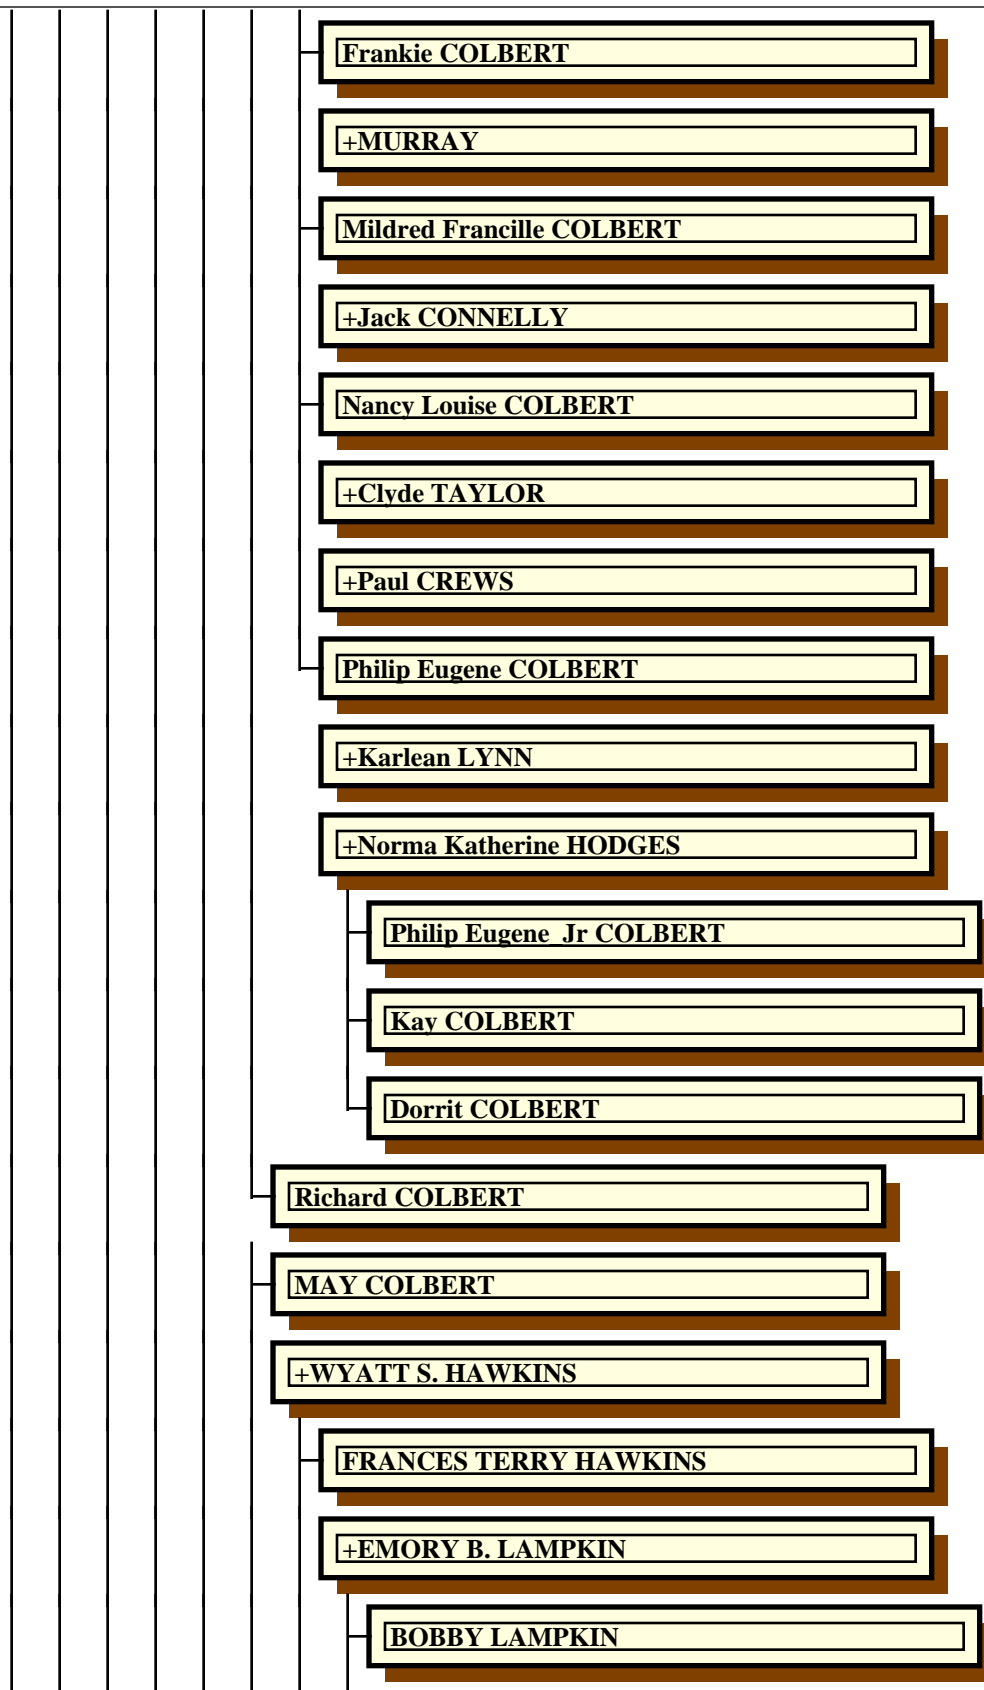 Frankie COLBERT
+MURRAY
Mildred Francille COLBERT
+Jack CONNELLY
Nancy Louise COLBERT
+Clyde TAYLOR
+Paul CREWS
Philip Eugene COLBERT
+Karlean LYNN
+Norma Katherine HODGES
Philip Eugene  Jr COLBERT
Kay COLBERT
Dorrit COLBERT
Richard COLBERT
MAY COLBERT
+WYATT S. HAWKINS
FRANCES TERRY HAWKINS
+EMORY B. LAMPKIN
BOBBY LAMPKIN